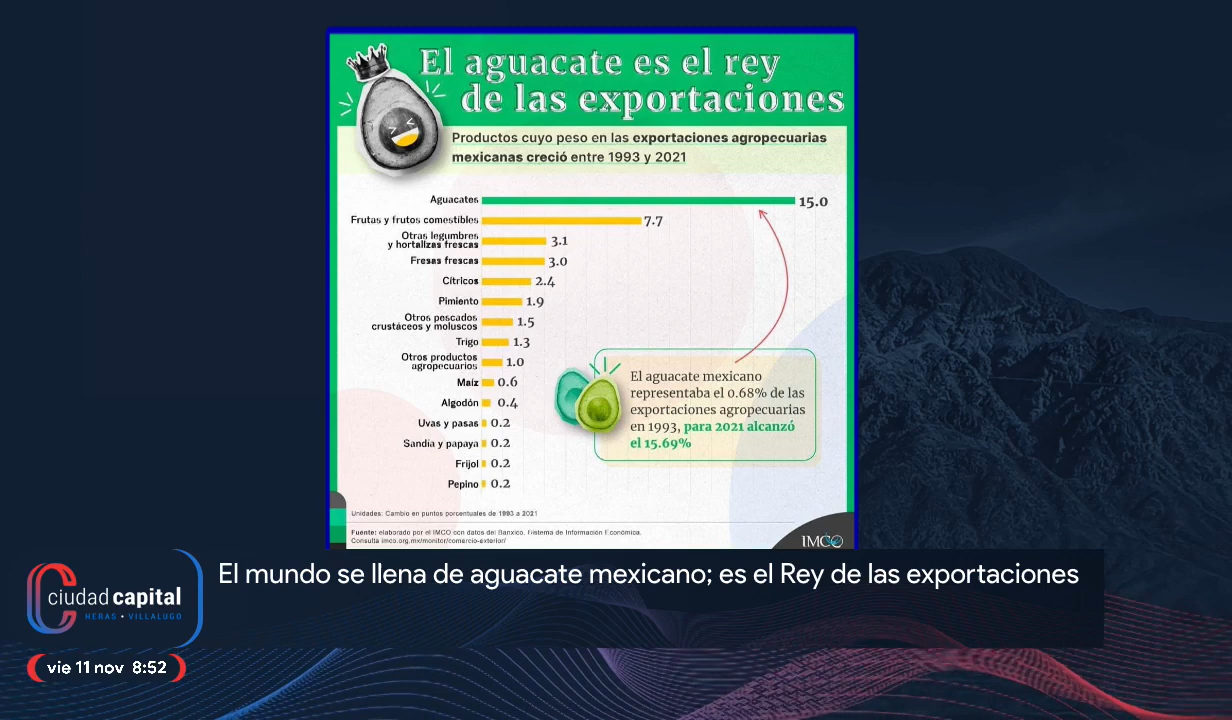 El aguacate es el rey
de las exportaciones
Productos cuyo peso en las exportaciones agropecuarias
mexicanas creció entre 1993 y 2021
Aguacates 15.0
Frutas y frutos comestibles 7.7
Otras legumbres
y hortalizas frescas 3.1
Fresas frescas 3.0
Cítricos 2.4
Pimiento 1.9
Otros pescados
crustáceos y moluscos 1.5
Trigo 1.3
Otros productos
agropecuarios 1.0
Maíz 0.6
Algodón 0.4
Uvas y pasas 0.2
Sandía y papaya 0.2
Frijol 0.2
Pepino 0.2
El aguacate mexicano
representaba el 0.68% de las
exportaciones agropecuarias
en 1993, para 2021 alcanzó
el 15.69%
Unidades: Cambio en puntos porcentuales de 1993 a 2021
Fuente: elaborado por el IMCO con datos del Banxico. Sistema de Información Económica.
Consulta imco.org.mx/monitor/comercio-exterior/
IMCO
El mundo se llena de aguacate mexicano; es el Rey de las exportaciones
ciudad capital
HERAS • VILLALUGO
vie 11 nov 8:52